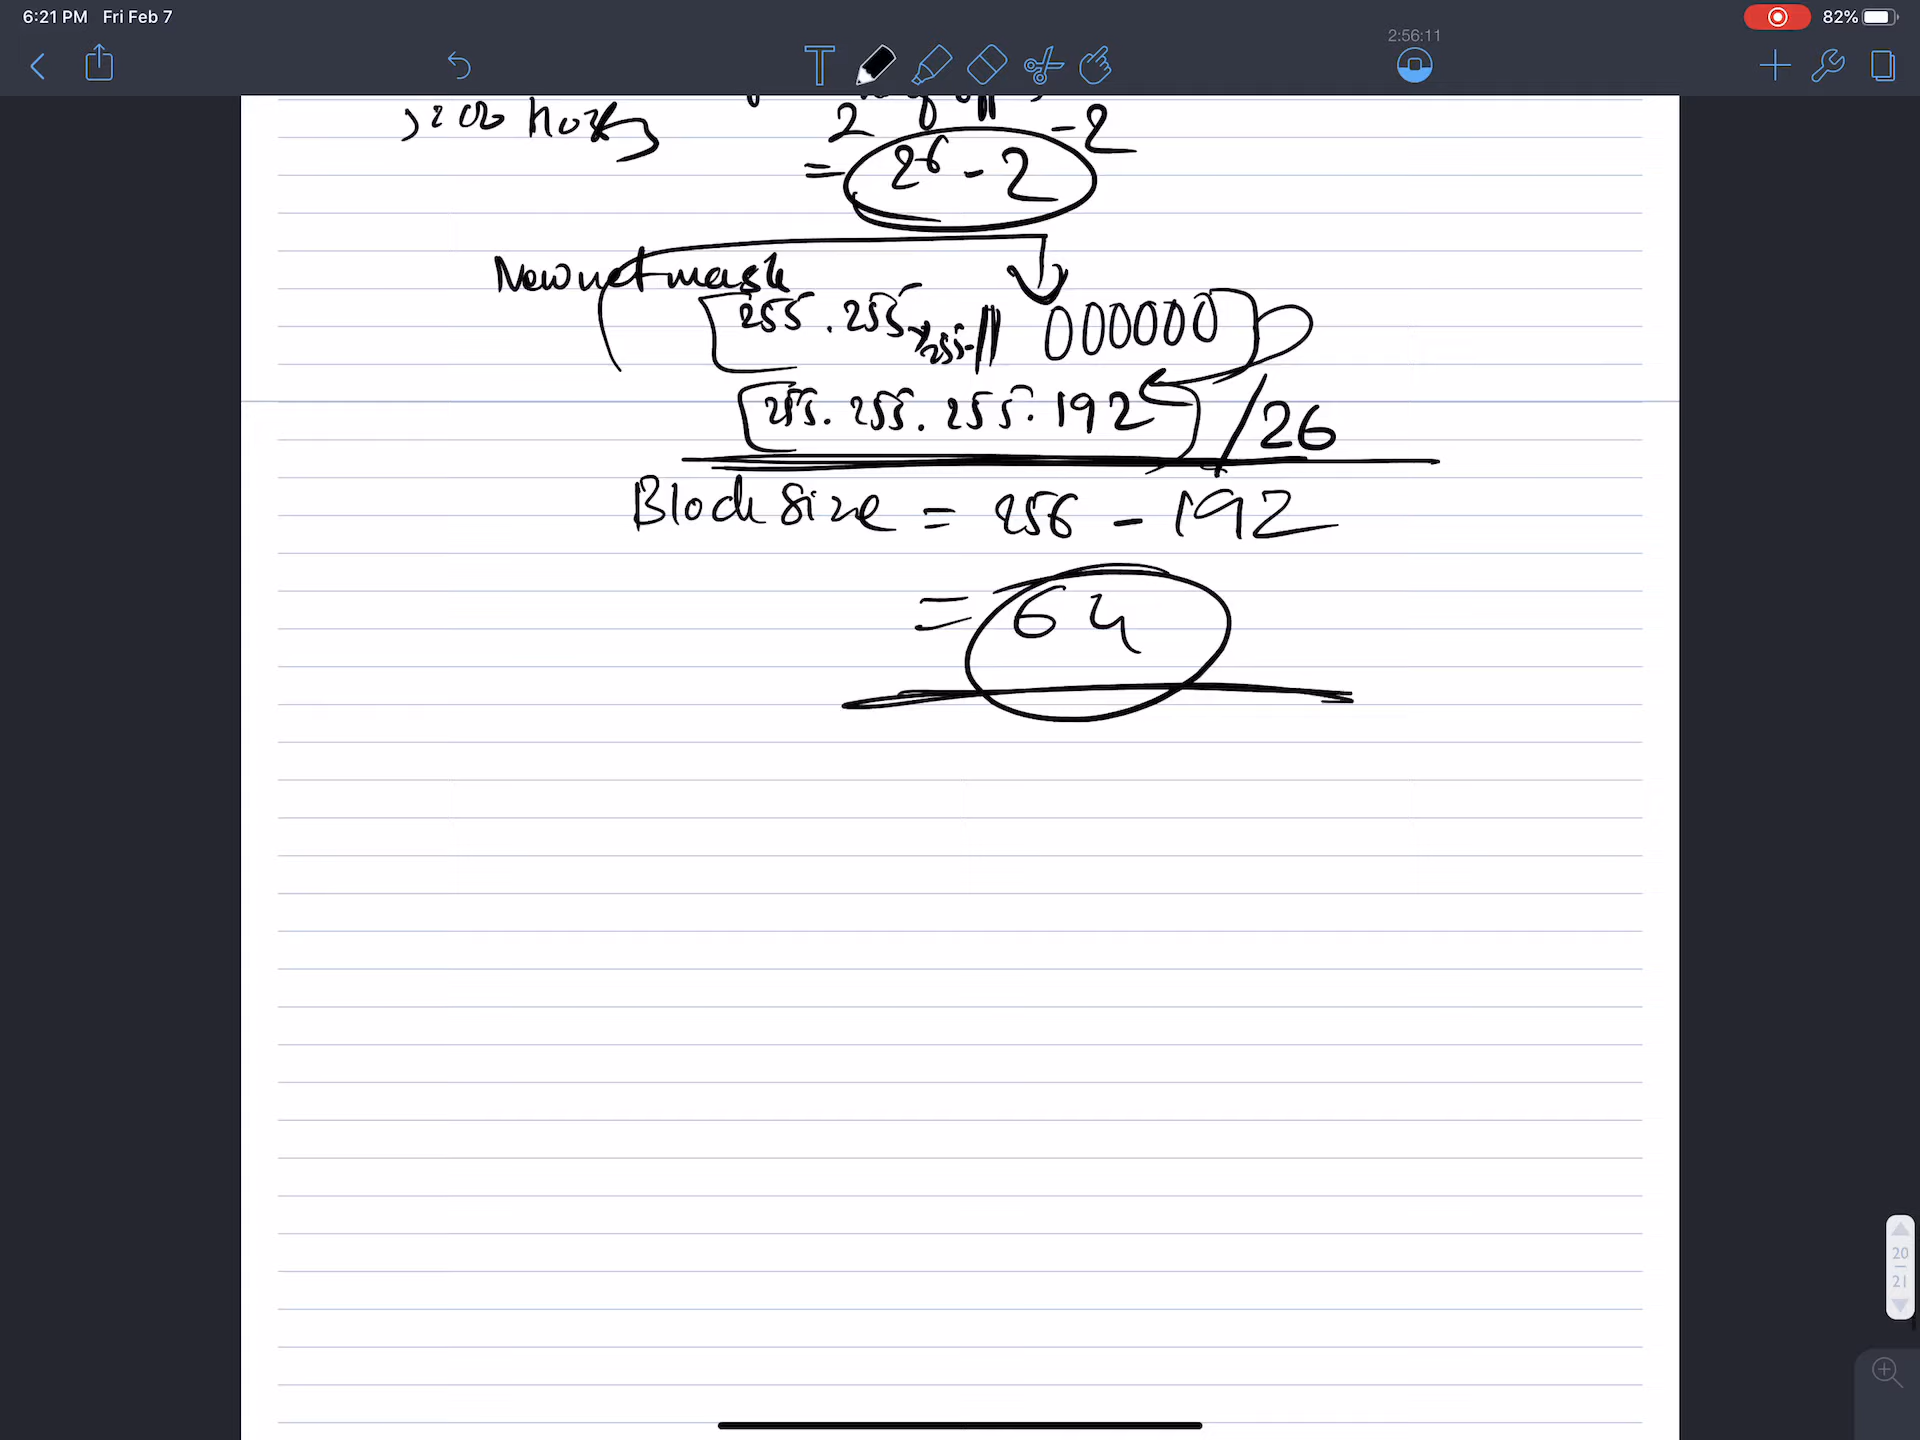 6:21 PM Fri Feb 7
82%
2:56:11
T
2 -2
= 2⁶ - 2
New netmask
255.255.255.11 000000
255.255.255.192 /26
Block Size = 256 - 192
= 64
20
21